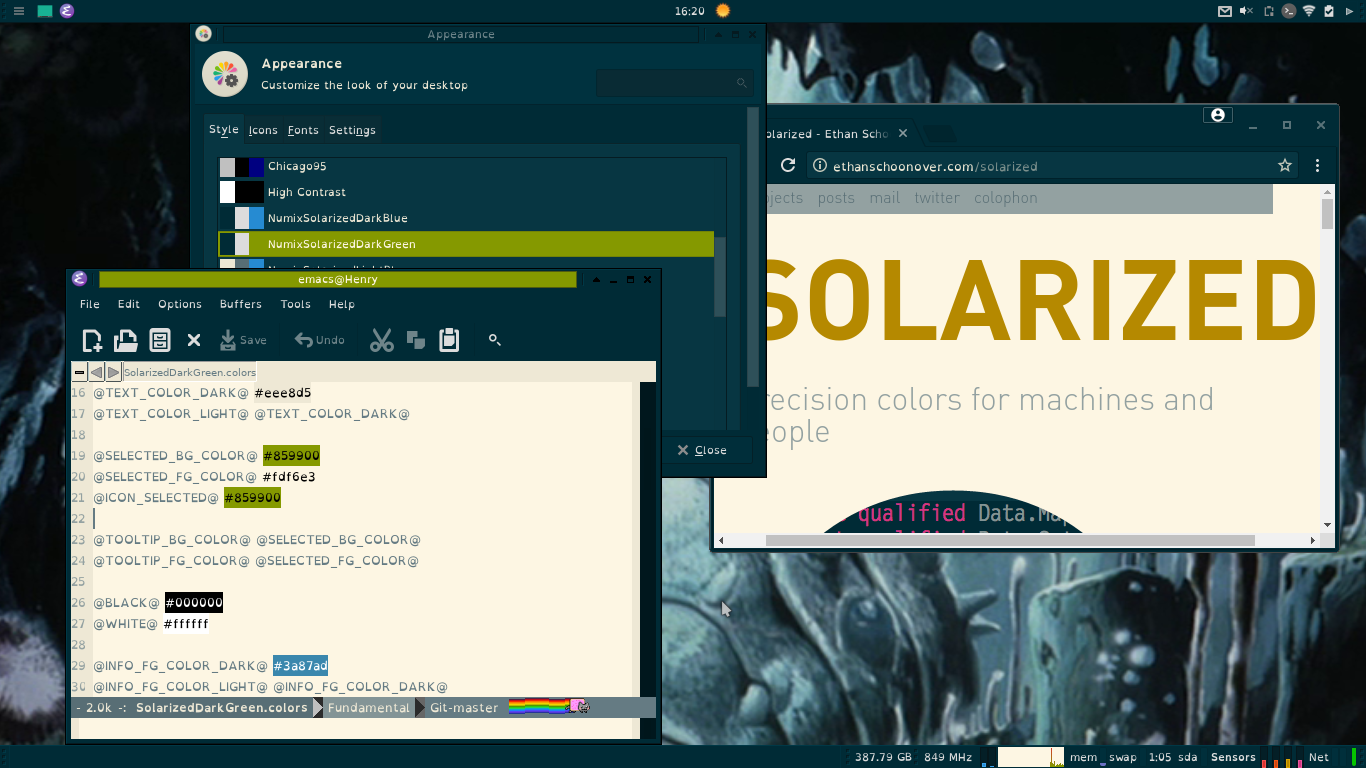 16:20
Appearance
Appearance
Customize the look of your desktop
Style Icons Fonts Settings
Chicago95
High Contrast
NumixSolarizedDarkBlue
NumixSolarizedDarkGreen
Close
olarized - Ethan Scho
ethanschoonover.com/solarized
jects posts mail twitter colophon
SOLARIZED
recision colors for machines and
eople
qualified Data.Map
emacs@Henry
File Edit Options Buffers Tools Help
Save Undo
SolarizedDarkGreen.colors
16 @TEXT_COLOR_DARK@ #eee8d5
17 @TEXT_COLOR_LIGHT@ @TEXT_COLOR_DARK@
18
19 @SELECTED_BG_COLOR@ #859900
20 @SELECTED_FG_COLOR@ #fdf6e3
21 @ICON_SELECTED@ #859900
22
23 @TOOLTIP_BG_COLOR@ @SELECTED_BG_COLOR@
24 @TOOLTIP_FG_COLOR@ @SELECTED_FG_COLOR@
25
26 @BLACK@ #000000
27 @WHITE@ #ffffff
28
29 @INFO_FG_COLOR_DARK@ #3a87ad
30 @INFO_FG_COLOR_LIGHT@ @INFO_FG_COLOR_DARK@
- 2.0k -: SolarizedDarkGreen.colors Fundamental Git-master
387.79 GB 849 MHz mem swap 1:05 sda Sensors Net